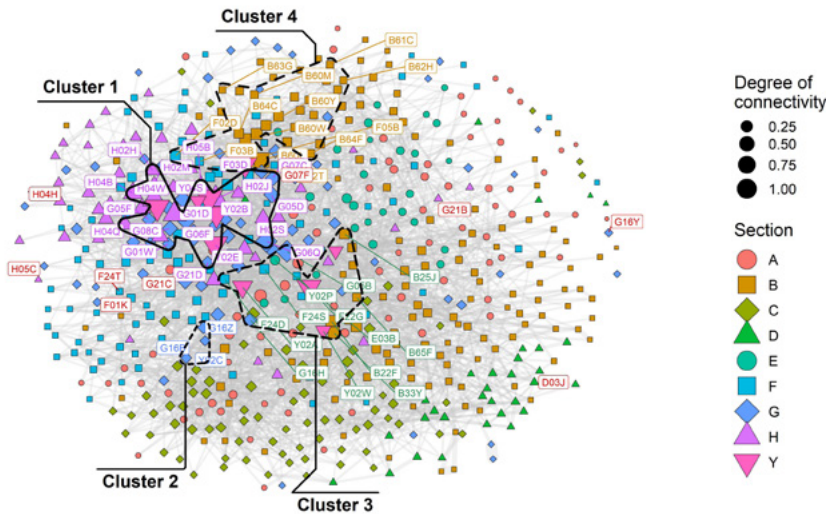 Cluster 4
B61C
B63G
B60M
B62H
Cluster 1
B64C
B60Y
F02D
B60W
F05B
H05B
B64F
H02H
F03B
H02M
F03D
G07F
H04B
H04W
H02J
H04H
G05F
G01D
Y02B
G05D
G21B
G16Y
H04Q
G08C
G06F
H02S
G01W
Y02E
G06Q
H05C
F24T
G21C
G21D
B25J
Y02P
F01K
F24S
G16Z
F24D
E03B
B65F
G16H
B22F
D03J
Y02W
B33Y
Cluster 2
Cluster 3
Degree of
connectivity
0.25
0.50
0.75
1.00
Section
A
B
C
D
E
F
G
H
Y